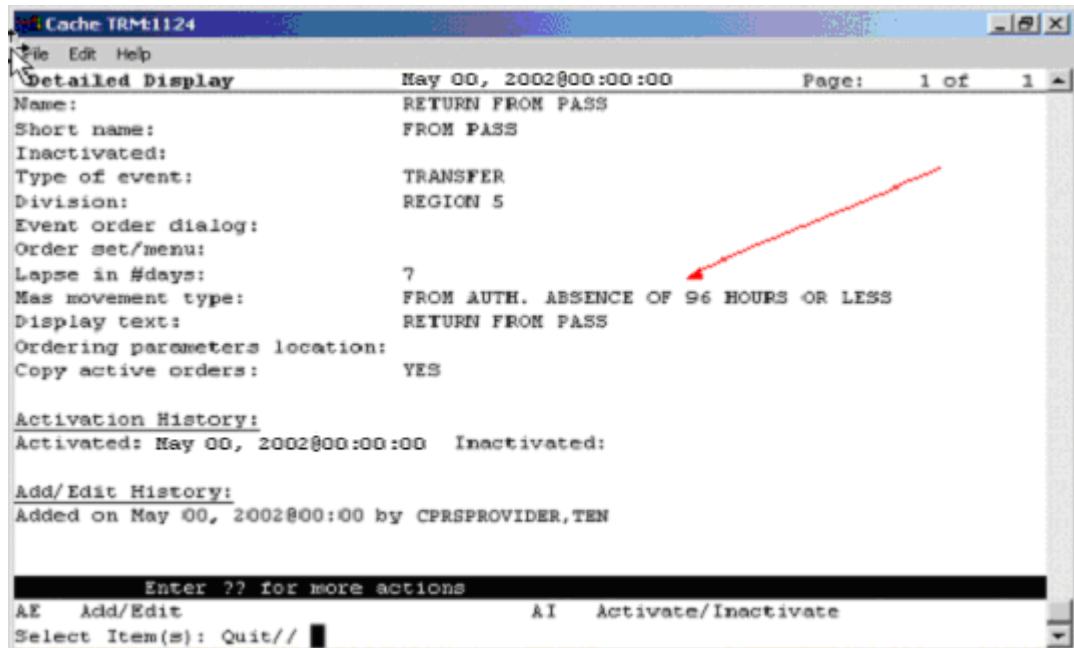 Cache TRM:1124
File Edit Help
Detailed Display May 00, 2002@00:00:00 Page: 1 of 1
Name: RETURN FROM PASS
Short name: FROM PASS
Inactivated:
Type of event: TRANSFER
Division: REGION 5
Event order dialog:
Order set/menu:
Lapse in #days: 7
Mas movement type: FROM AUTH. ABSENCE OF 96 HOURS OR LESS
Display text: RETURN FROM PASS
Ordering parameters location:
Copy active orders: YES
Activation History:
Activated: May 00, 2002@00:00:00 Inactivated:
Add/Edit History:
Added on May 00, 2002@00:00 by CPRSPROVIDER,TEN
Enter ?? for more actions
AE Add/Edit AI Activate/Inactivate
Select Item(s): Quit//